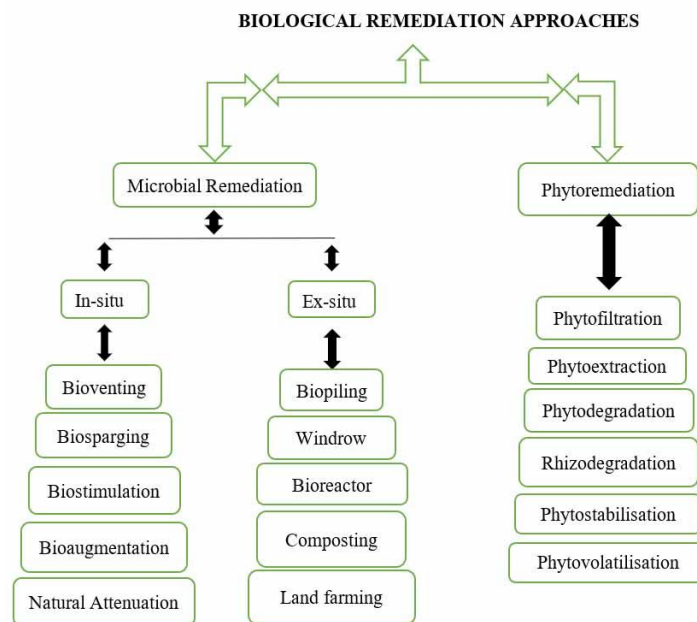 BIOLOGICAL REMEDIATION APPROACHES
Microbial Remediation
Phytoremediation
In-situ
Ex-situ
Bioventing
Biosparging
Biostimulation
Bioaugmentation
Natural Attenuation
Biopiling
Windrow
Bioreactor
Composting
Land farming
Phytofiltration
Phytoextraction
Phytodegradation
Rhizodegradation
Phytostabilisation
Phytovolatilisation